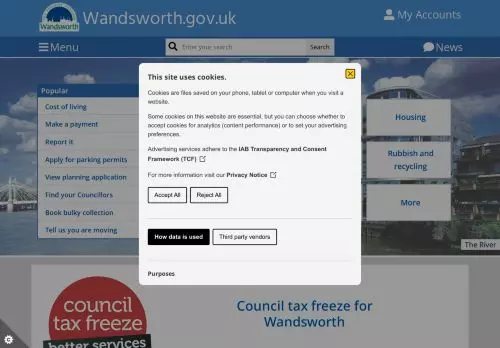 Wandsworth
Wandsworth.gov.uk
My Accounts
Menu
Enter your search
Search
News
Popular
Cost of living
Make a payment
Report it
Apply for parking permits
View planning application
Find your Councillors
Book bulky collection
Tell us you are moving
This site uses cookies.
Cookies are files saved on your phone, tablet or computer when you visit a
website.
Some cookies on this website are essential, but you can choose whether to
accept cookies for analytics (content performance) or to set your advertising
preferences.
Advertising services adhere to the IAB Transparency and Consent
Framework (TCF)
For more information visit our Privacy Notice
Accept All
Reject All
How data is used
Third party vendors
Purposes
Housing
Rubbish and
recycling
More
The River
council
tax freeze
better services
Council tax freeze for
Wandsworth